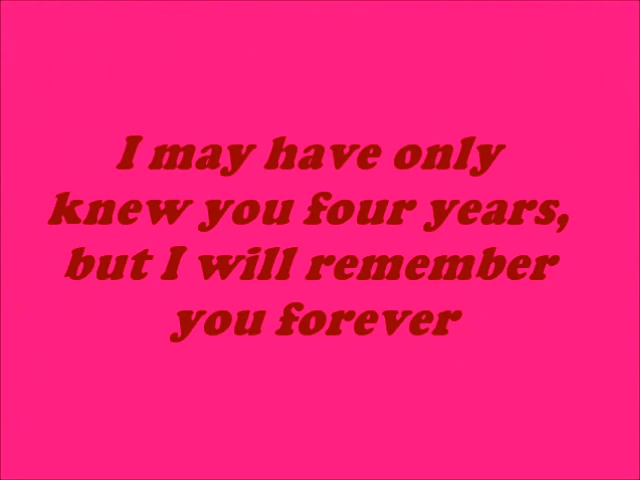 I may have only
knew you four years,
but I will remember
you forever